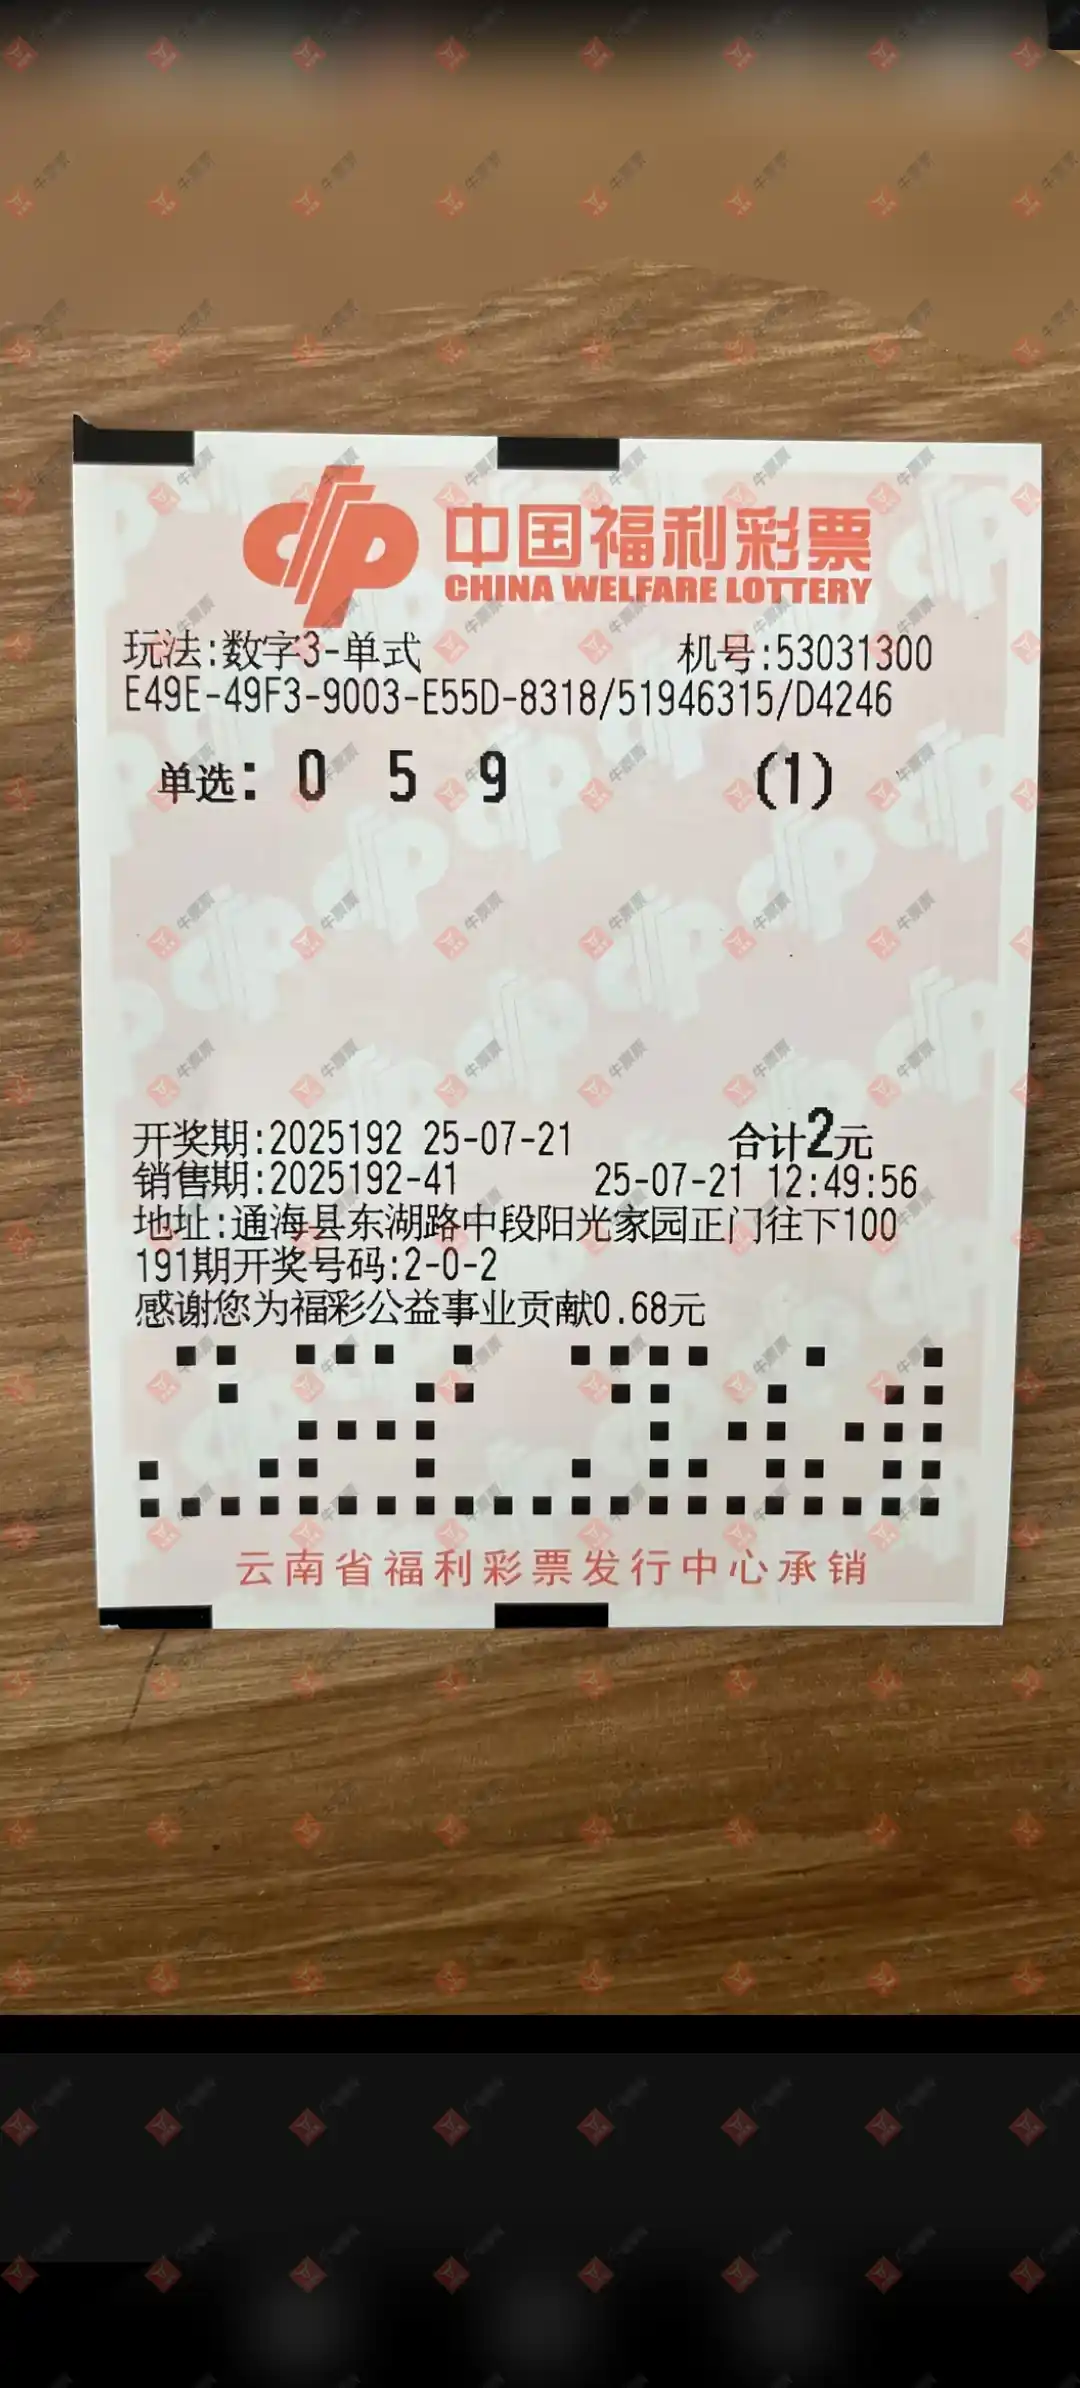 中国福利彩票
CHINA WELFARE LOTTERY
玩法:数字3-单式 机号:53031300
E49E-49F3-9003-E55D-8318/51946315/D4246
单选: 0 5 9 (1)
开奖期:2025192 25-07-21 合计2元
销售期:2025192-41 25-07-21 12:49:56
地址:通海县东湖路中段阳光家园正门往下100
191期开奖号码:2-0-2
感谢您为福彩公益事业贡献0.68元
云南省福利彩票发行中心承销
牛票票